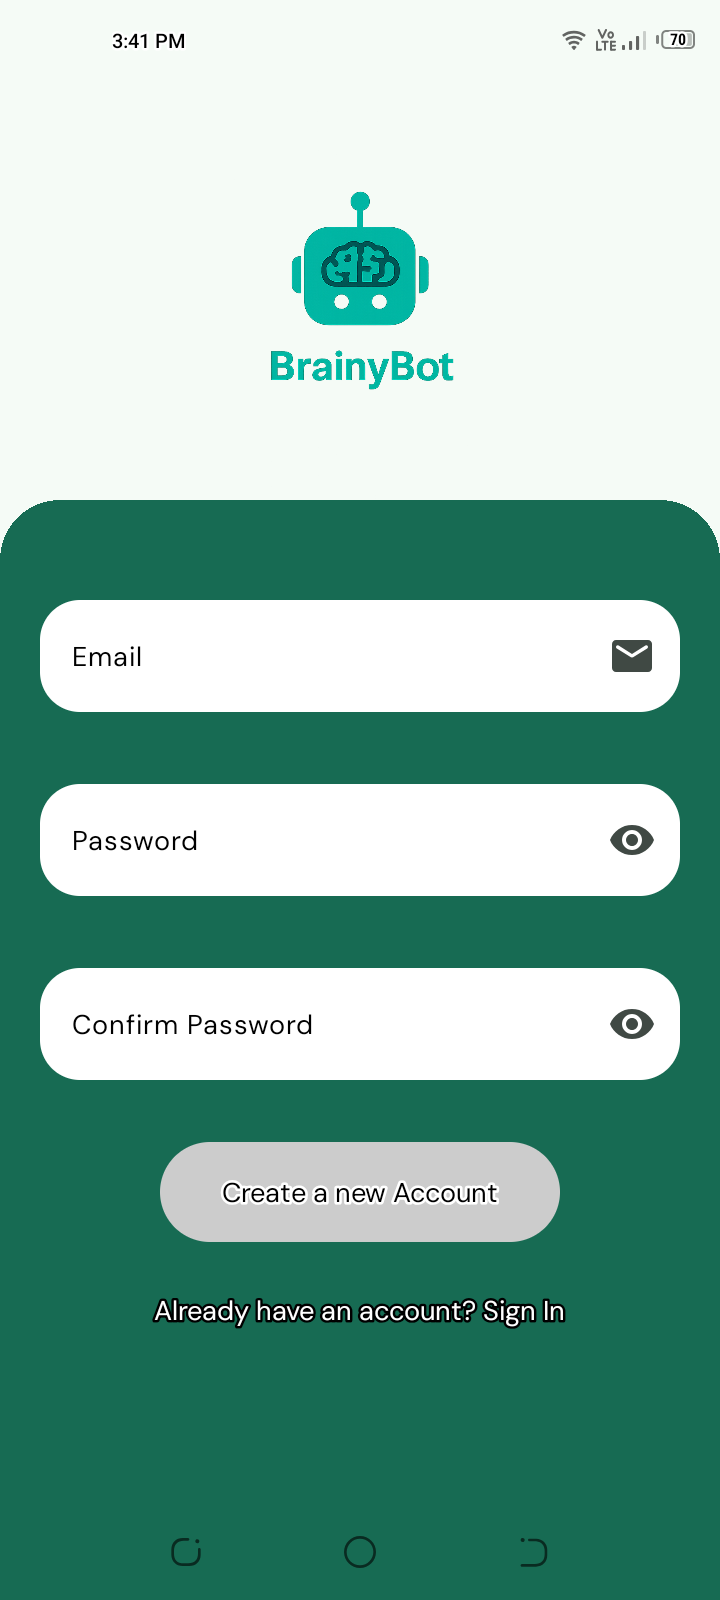 3:41 PM
Vo
LTE
70
BrainyBot
Email
Password
Confirm Password
Create a new Account
Already have an account? Sign In